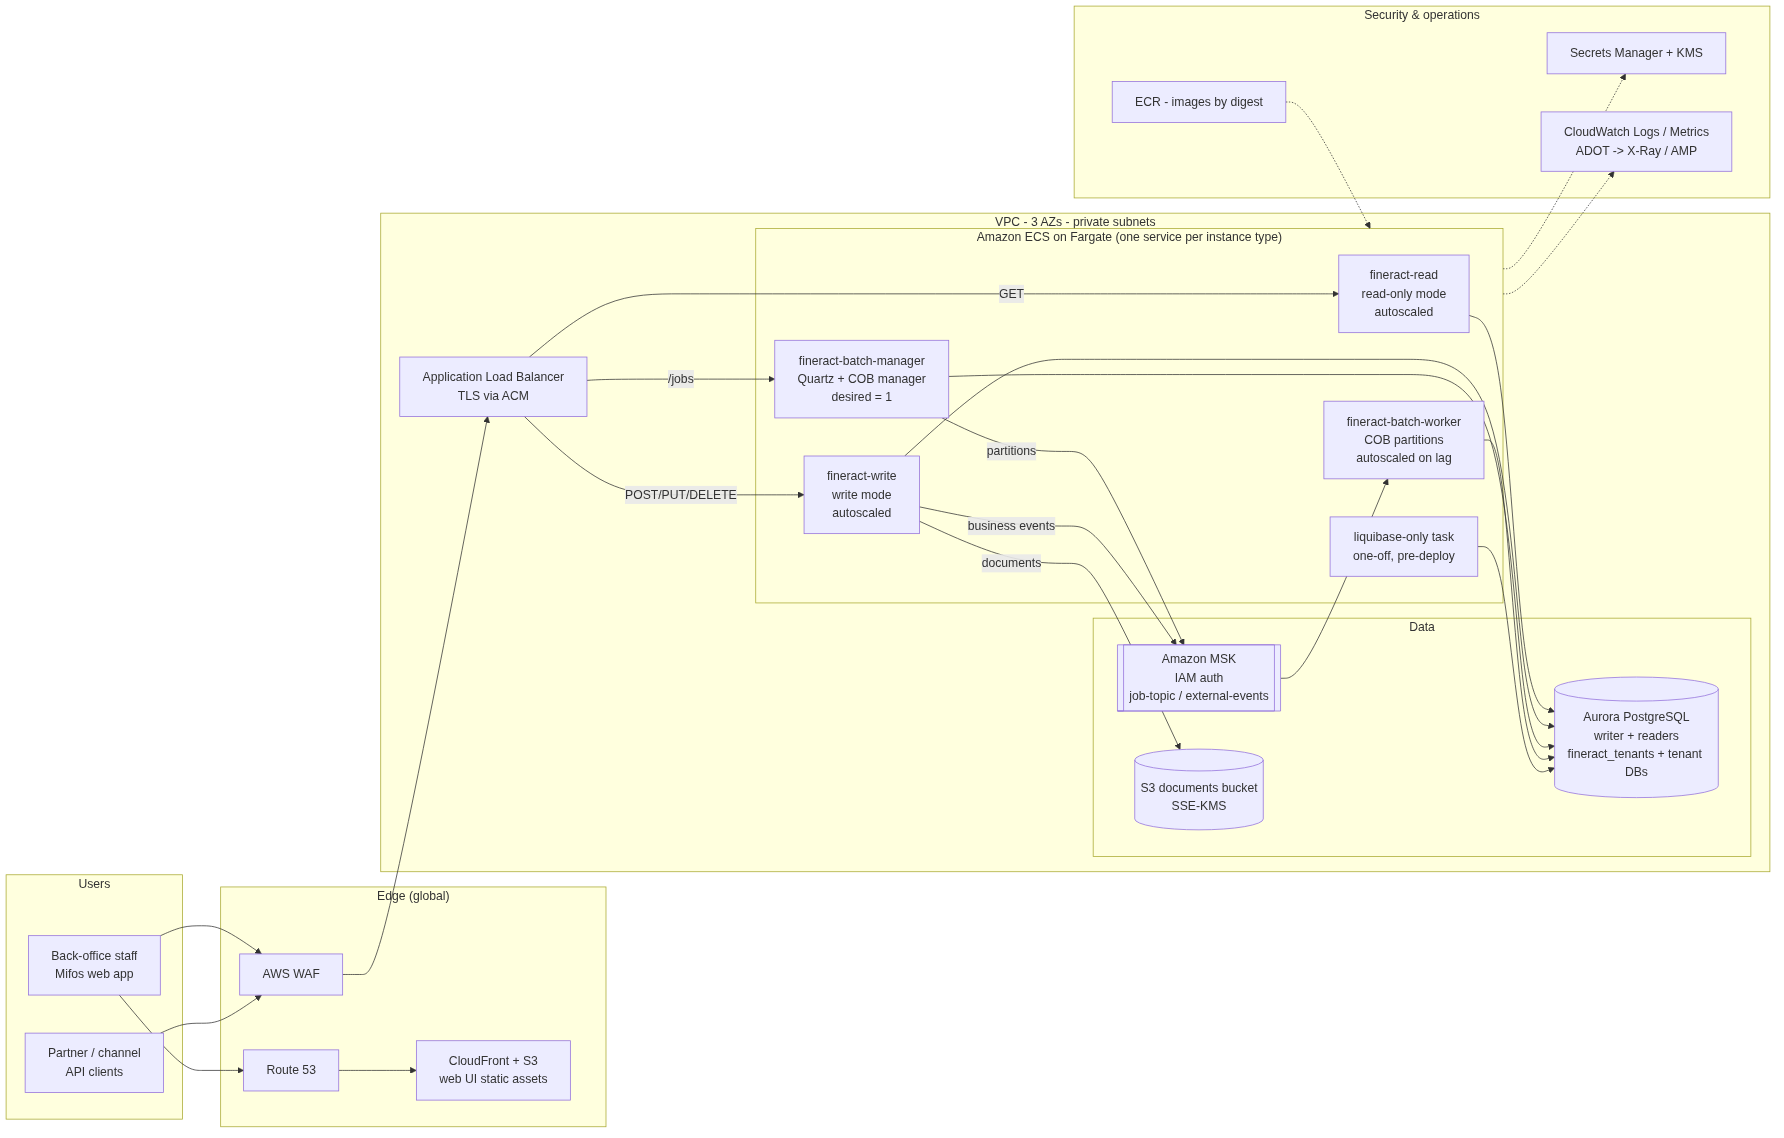 Security & operations
Secrets Manager + KMS
ECR - images by digest
CloudWatch Logs / Metrics
ADOT -> X-Ray / AMP
VPC - 3 AZs - private subnets
Amazon ECS on Fargate (one service per instance type)
fineract-read
read-only mode
autoscaled
GET
Application Load Balancer
TLS via ACM
/jobs
fineract-batch-manager
Quartz + COB manager
desired = 1
fineract-batch-worker
COB partitions
autoscaled on lag
partitions
POST/PUT/DELETE
fineract-write
write mode
autoscaled
business events
documents
liquibase-only task
one-off, pre-deploy
Data
Amazon MSK
IAM auth
job-topic / external-events
Aurora PostgreSQL
writer + readers
fineract_tenants + tenant
DBs
S3 documents bucket
SSE-KMS
Users
Back-office staff
Mifos web app
Partner / channel
API clients
Edge (global)
AWS WAF
Route 53
CloudFront + S3
web UI static assets